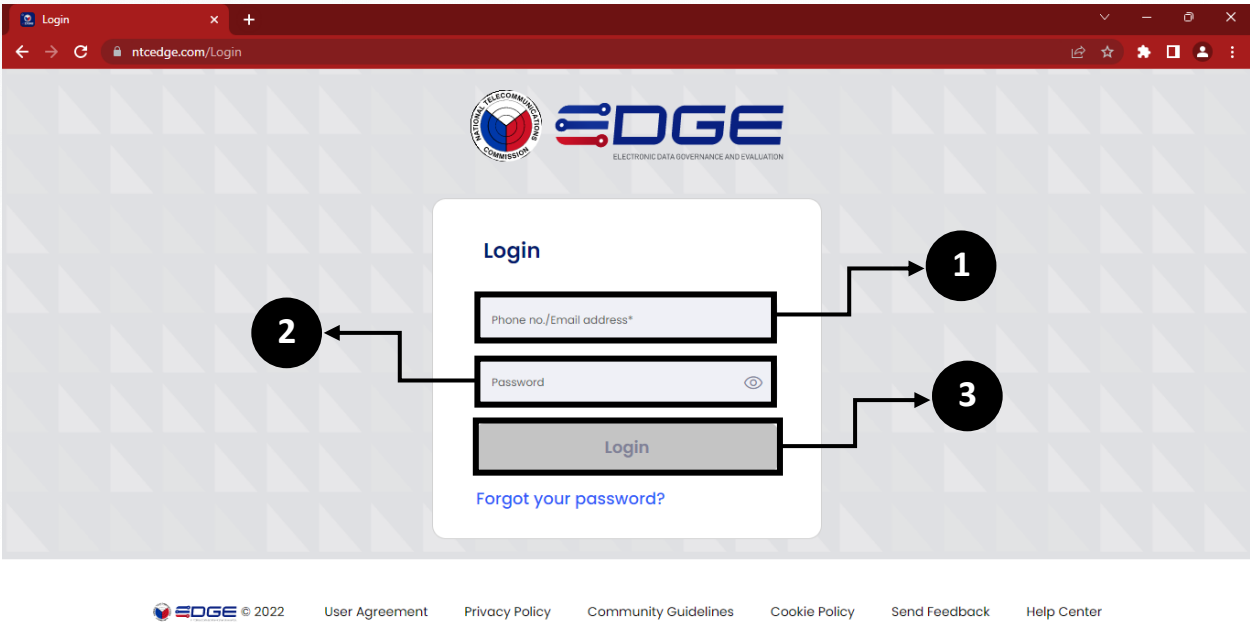 Login
ntcedge.com/Login
NATIONAL TELECOMMUNICATIONS COMMISSION
EDGE
ELECTRONIC DATA GOVERNANCE AND EVALUATION
Login
1
Phone no./Email address*
2
Password
3
Login
Forgot your password?
EDGE © 2022 User Agreement Privacy Policy Community Guidelines Cookie Policy Send Feedback Help Center